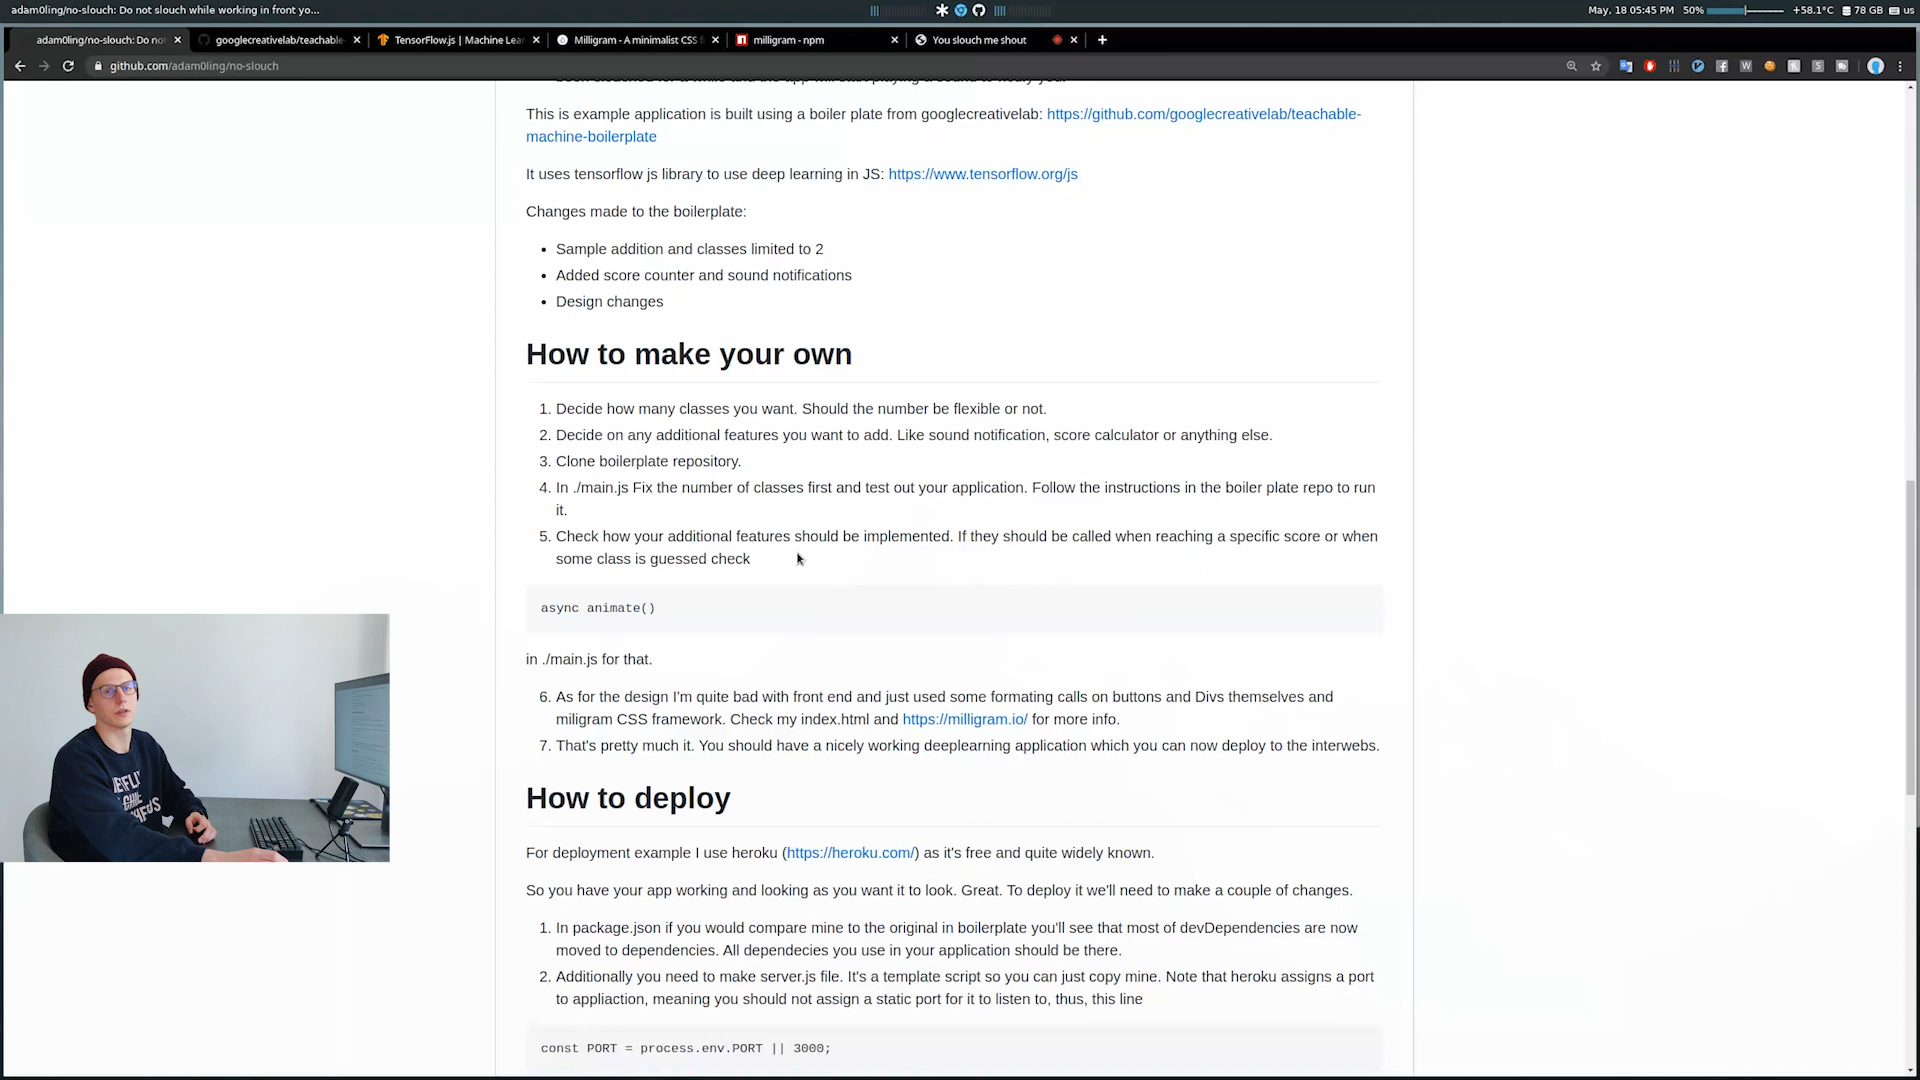 adam0ling/no-slouch: Do not slouch while working in front yo...
May, 18 05:45 PM 50% +58.1°C 78 GB us
adam0ling/no-slouch: Do no
googlecreativelab/teachable-
TensorFlow.js | Machine Lea
Milligram - A minimalist CSS f
milligram - npm
You slouch me shout
github.com/adam0ling/no-slouch
This is example application is built using a boiler plate from googlecreativelab: https://github.com/googlecreativelab/teachable-
machine-boilerplate
It uses tensorflow js library to use deep learning in JS: https://www.tensorflow.org/js
Changes made to the boilerplate:
• Sample addition and classes limited to 2
• Added score counter and sound notifications
• Design changes
How to make your own
1. Decide how many classes you want. Should the number be flexible or not.
2. Decide on any additional features you want to add. Like sound notification, score calculator or anything else.
3. Clone boilerplate repository.
4. In ./main.js Fix the number of classes first and test out your application. Follow the instructions in the boiler plate repo to run
it.
5. Check how your additional features should be implemented. If they should be called when reaching a specific score or when
some class is guessed check
async animate()
in ./main.js for that.
6. As for the design I'm quite bad with front end and just used some formating calls on buttons and Divs themselves and
miligram CSS framework. Check my index.html and https://milligram.io/ for more info.
7. That's pretty much it. You should have a nicely working deeplearning application which you can now deploy to the interwebs.
How to deploy
For deployment example I use heroku (https://heroku.com/) as it's free and quite widely known.
So you have your app working and looking as you want it to look. Great. To deploy it we'll need to make a couple of changes.
1. In package.json if you would compare mine to the original in boilerplate you'll see that most of devDependencies are now
moved to dependencies. All dependecies you use in your application should be there.
2. Additionally you need to make server.js file. It's a template script so you can just copy mine. Note that heroku assigns a port
to appliaction, meaning you should not assign a static port for it to listen to, thus, this line
const PORT = process.env.PORT || 3000;